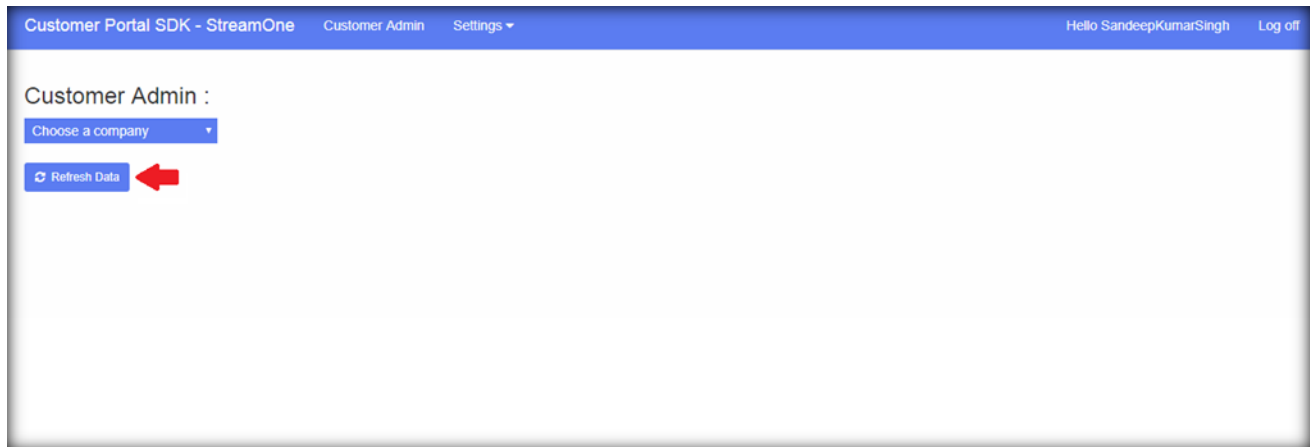 Customer Portal SDK - StreamOne Customer Admin Settings Hello SandeepKumarSingh Log off
Customer Admin :
Choose a company
Refresh Data